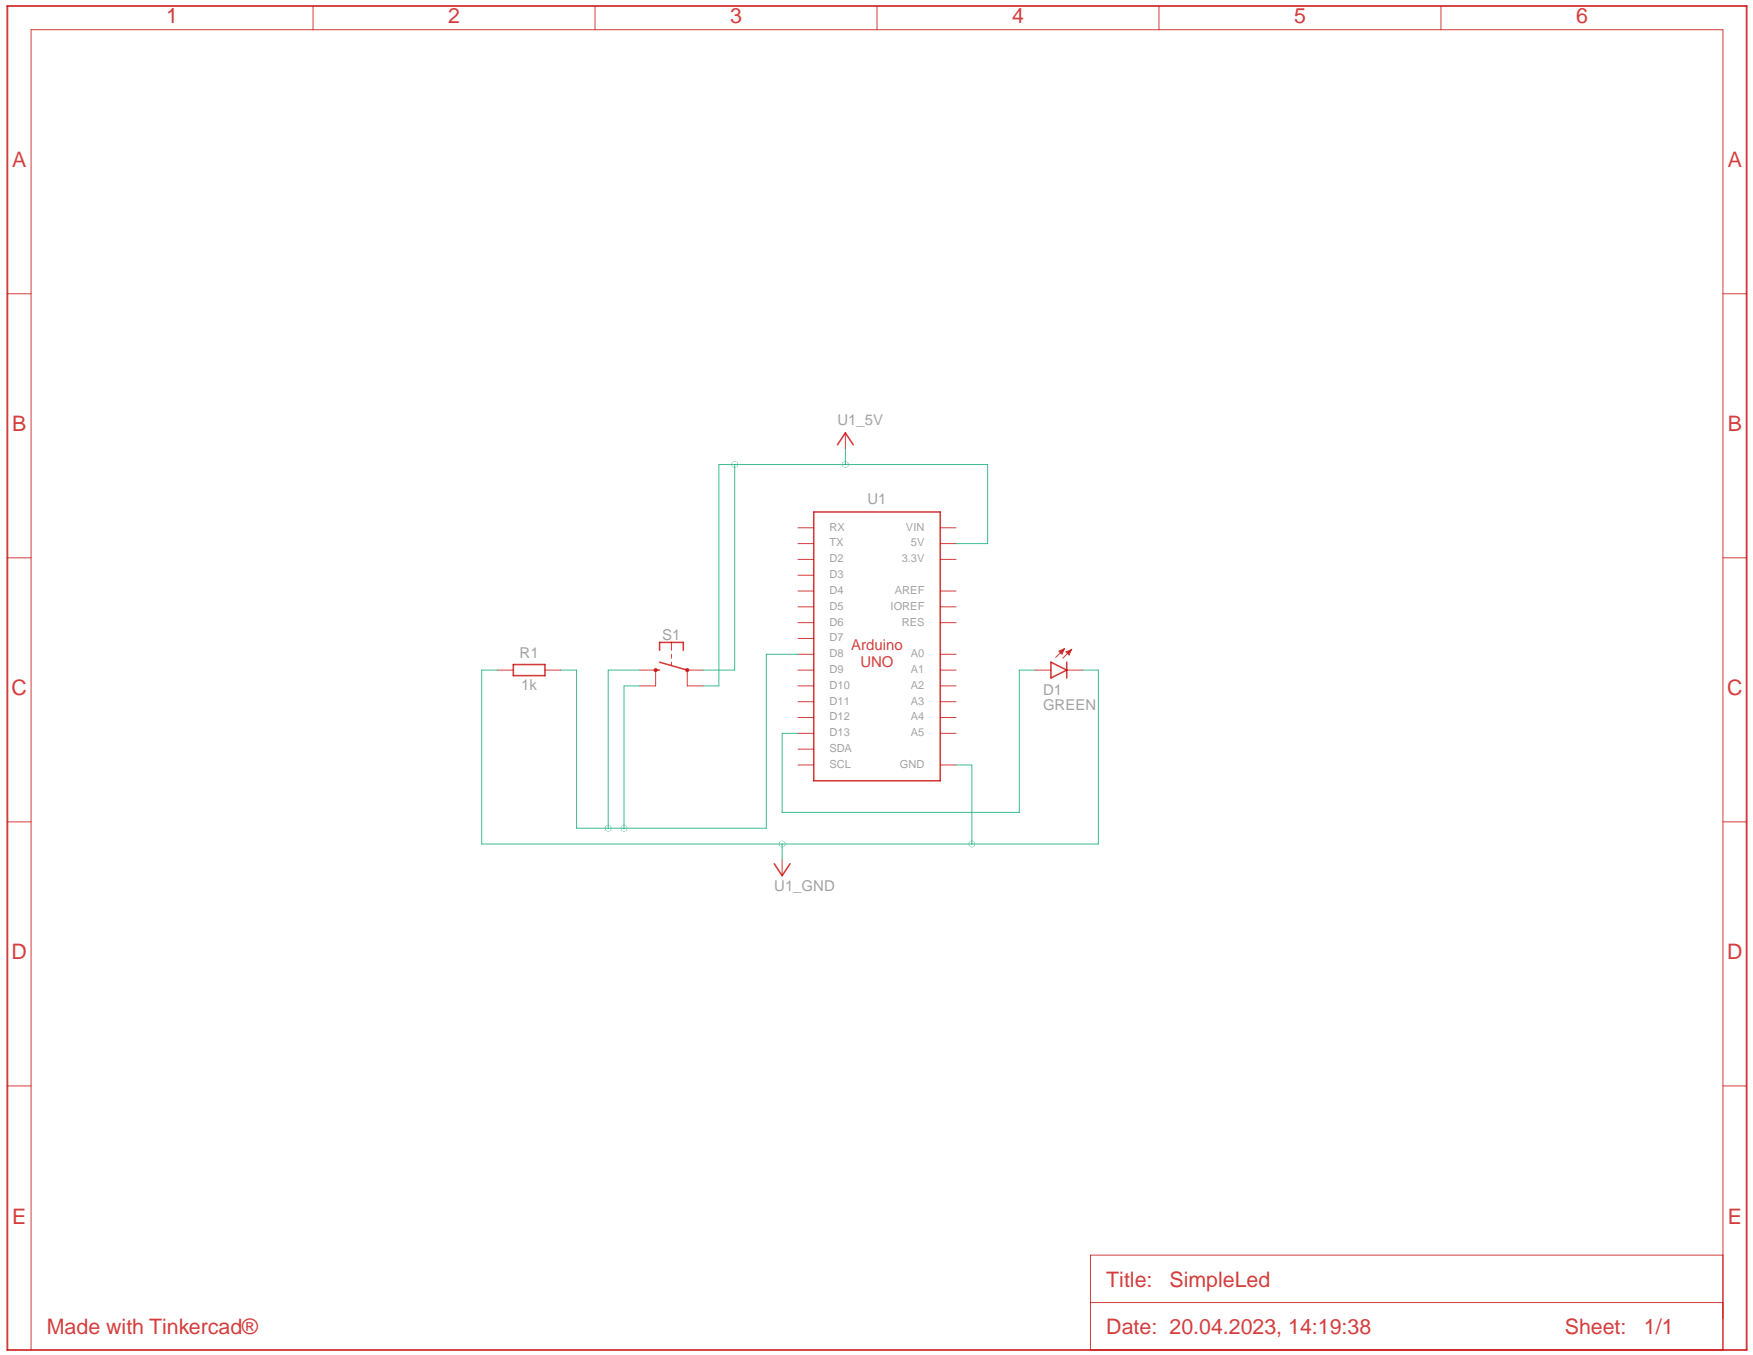 1 2 3 4 5 6
A A
B B
U1_5V
U1
RX VIN
TX 5V
D2 3.3V
D3
D4 AREF
D5 IOREF
D6 RES
D7
Arduino
UNO
D8 A0
D9 A1
D10 A2
D11 A3
D12 A4
D13 A5
SDA
SCL GND
S1
R1
1k
D1
GREEN
C C
U1_GND
D D
E E
Title: SimpleLed
Date: 20.04.2023, 14:19:38 Sheet: 1/1
Made with Tinkercad®